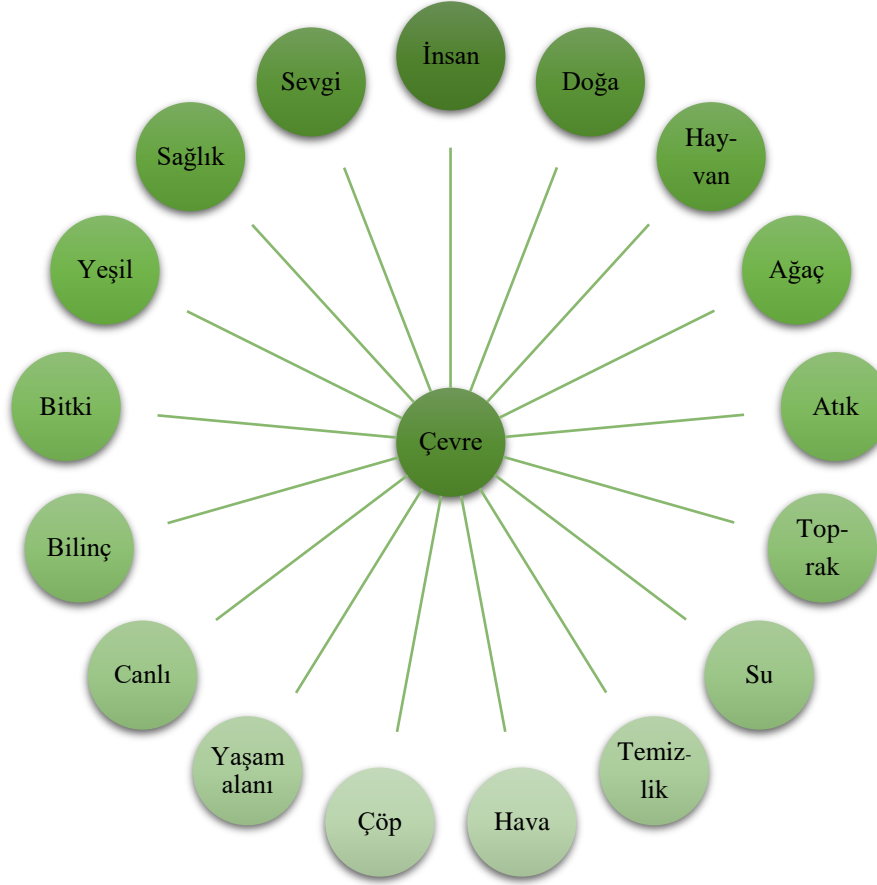 İnsan
Doğa
Hay-
van
Ağaç
Atık
Top-
rak
Su
Temiz-
lik
Hava
Çöp
Yaşam
alanı
Canlı
Bilinç
Bitki
Yeşil
Sağlık
Sevgi
Çevre